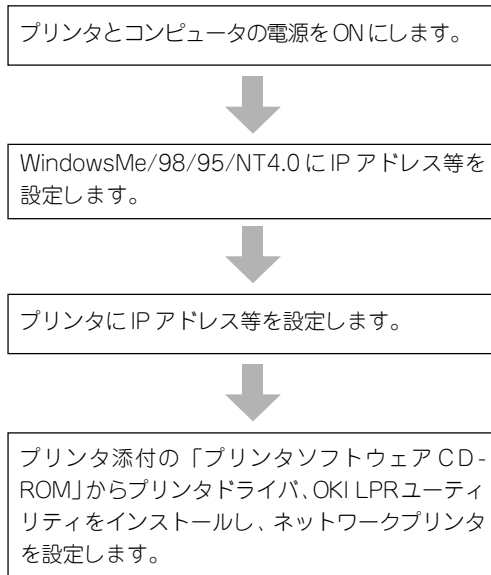 プリンタとコンピュータの電源をONにします。
WindowsMe/98/95/NT4.0にIPアドレス等を
設定します。
プリンタにIPアドレス等を設定します。
プリンタ添付の「プリンタソフトウェアCD-
ROM」からプリンタドライバ、OKI LPRユーティ
リティをインストールし、ネットワークプリンタ
を設定します。